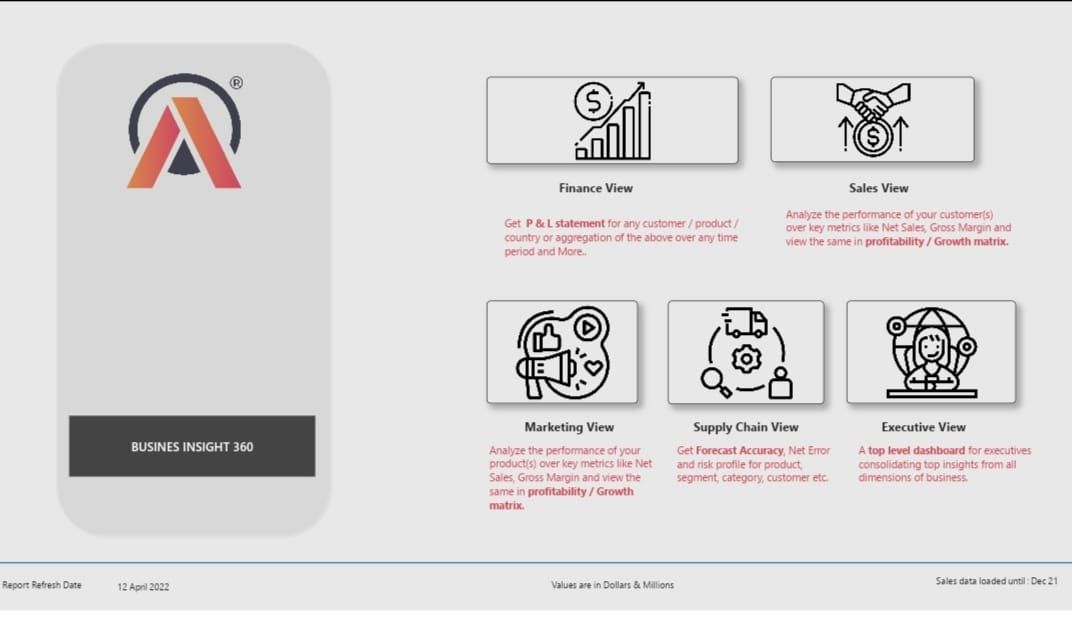 ®
BUSINES INSIGHT 360
Finance View
Get P & L statement for any customer / product /
country or aggregation of the above over any time
period and More..
Sales View
Analyze the performance of your customer(s)
over key metrics like Net Sales, Gross Margin and
view the same in profitability / Growth matrix.
Marketing View
Analyze the performance of your
product(s) over key metrics like Net
Sales, Gross Margin and view the
same in profitability / Growth
matrix.
Supply Chain View
Get Forecast Accuracy, Net Error
and risk profile for product,
segment, category, customer etc.
Executive View
A top level dashboard for executives
consolidating top insights from all
dimensions of business.
Report Refresh Date
12 April 2022
Values are in Dollars & Millions
Sales data loaded until : Dec 21